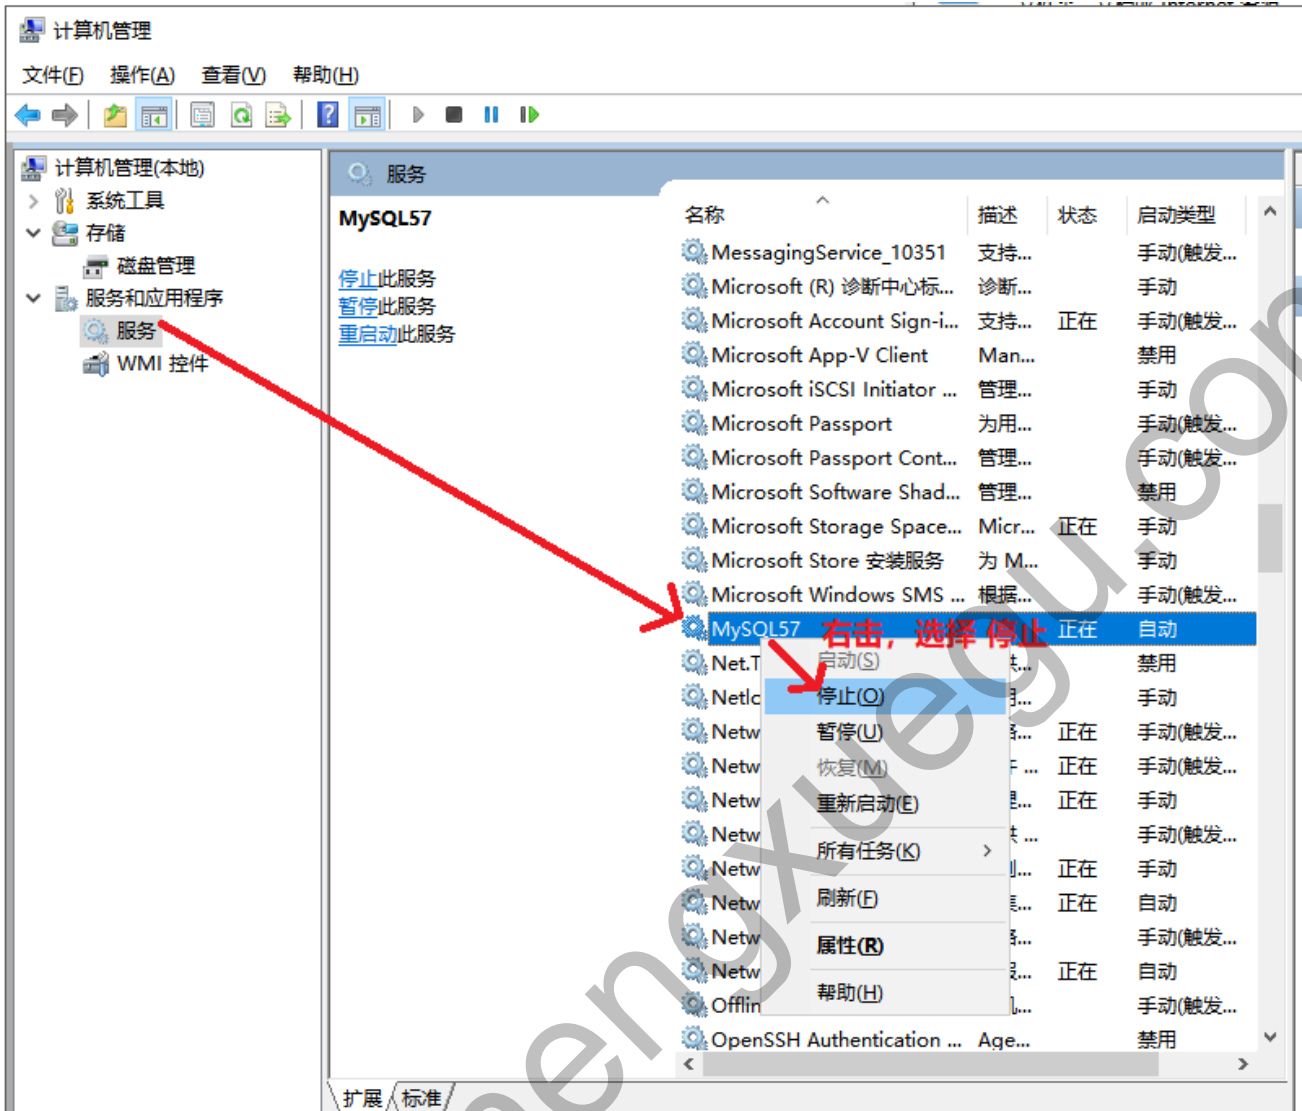 计算机管理
文件(F) 操作(A) 查看(V) 帮助(H)
计算机管理(本地)
系统工具
存储
磁盘管理
服务和应用程序
服务
WMI 控件
服务
MySQL57
停止此服务
暂停此服务
重启动此服务
名称 描述 状态 启动类型
MessagingService_10351 支持... 手动(触发...
Microsoft (R) 诊断中心标... 诊断... 手动
Microsoft Account Sign-i... 支持... 正在 手动(触发...
Microsoft App-V Client Man... 禁用
Microsoft iSCSI Initiator ... 管理... 手动
Microsoft Passport 为用... 手动(触发...
Microsoft Passport Cont... 管理... 手动(触发...
Microsoft Software Shad... 管理... 禁用
Microsoft Storage Space... Micr... 正在 手动
Microsoft Store 安装服务 为 M... 手动
Microsoft Windows SMS ... 根据... 手动(触发...
MySQL57 右击，选择 停止 正在 自动
Net.T 禁用
Netlo 手动
Netw 正在 手动(触发...
Netw 正在 手动(触发...
Netw 正在 手动
Netw 手动(触发...
Netw 正在 手动
Netw 正在 自动
Netw 手动(触发...
Netw 正在 自动
Offlin 手动(触发...
OpenSSH Authentication ... Age... 禁用
启动(S)
停止(O)
暂停(U)
恢复(M)
重新启动(E)
所有任务(K)
刷新(F)
属性(R)
帮助(H)
扩展 标准